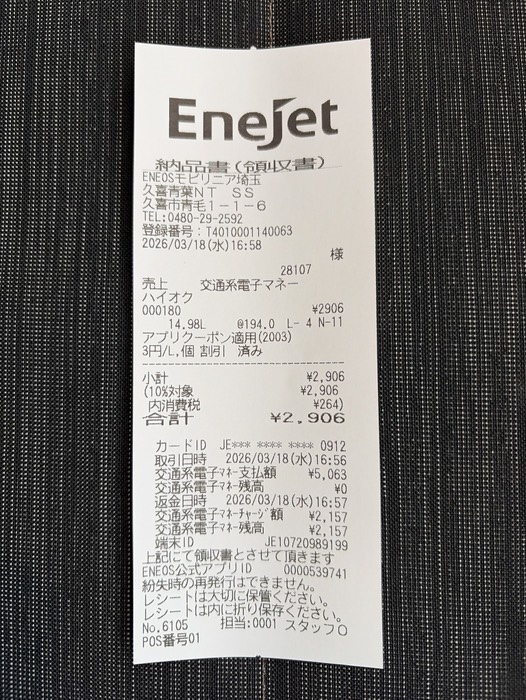 Enejet
納品書(領収書)
ENEOSモビリニア埼玉
久喜青葉NT SS
久喜市青毛1-1-6
TEL:0480-29-2592
登録番号:T4010001140063
2026/03/18(水)16:58
様
28107
売上 交通系電子マネー
ハイオク
000180 ¥2906
14.98L @194.0 L- 4 N-11
アプリクーポン適用(2003)
3円/L,個 割引 済み
小計 ¥2,906
(10%対象 ¥2,906
内消費税 ¥264)
合計 ¥2,906
カードID JE*** **** **** 0912
取引日時 2026/03/18(水)16:56
交通系電子マネー支払額 ¥5,063
交通系電子マネー残高 ¥0
返金日時 2026/03/18(水)16:57
交通系電子マネーチャージ額 ¥2,157
交通系電子マネー残高 ¥2,157
端末ID JE10720989199
上記にて領収書とさせて頂きます
ENEOS公式アプリID 0000539741
紛失時の再発行はできません。
レシートは大切に保管ください。
レシートは内に折り保存ください。
No.6105 担当:0001 スタッフ0
POS番号01